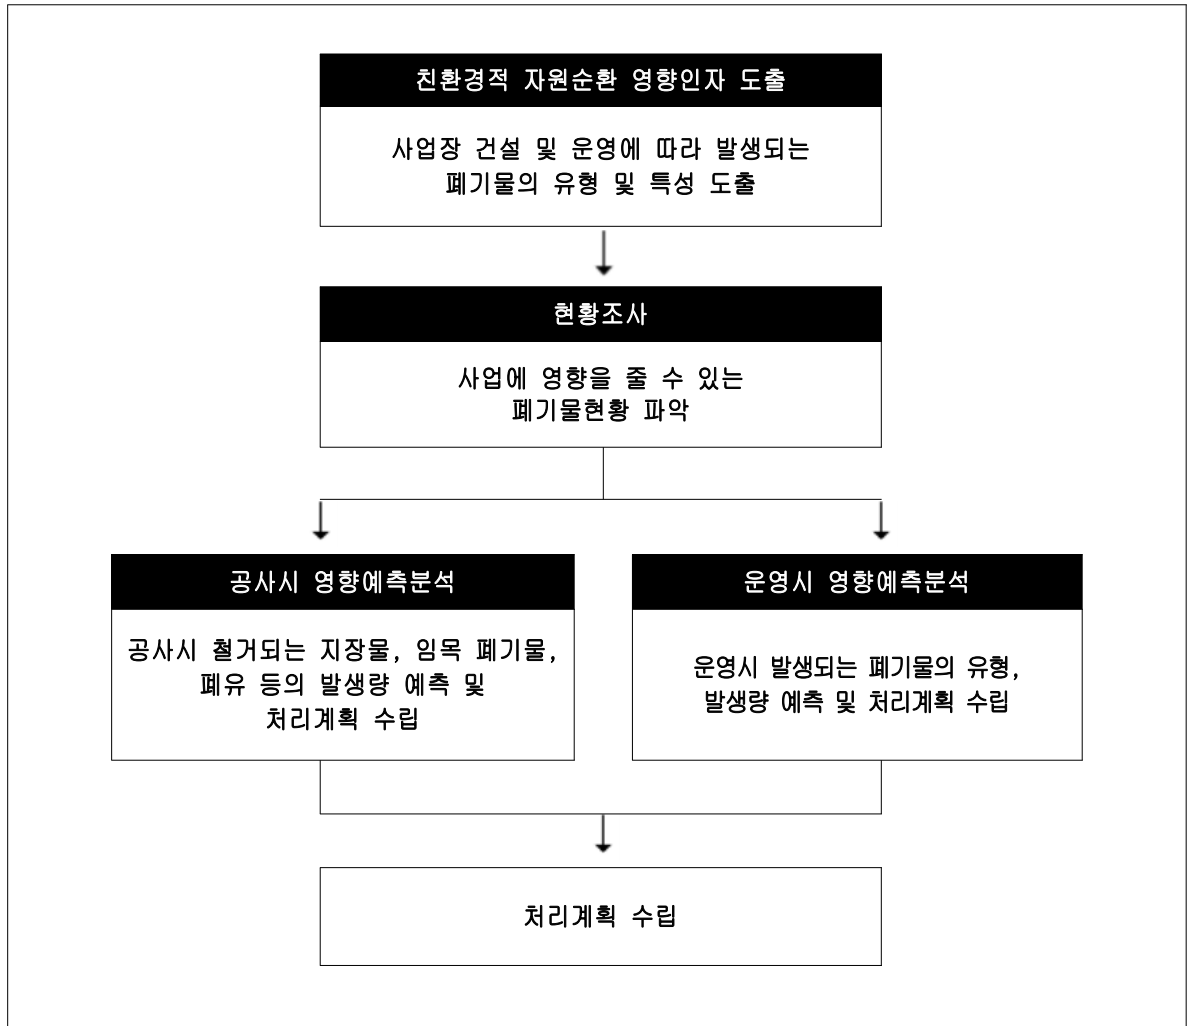 친환경적 자원순환 영향인자 도출
사업장 건설 및 운영에 따라 발생되는
폐기물의 유형 및 특성 도출
현황조사
사업에 영향을 줄 수 있는
폐기물현황 파악
공사시 영향예측분석
공사시 철거되는 지장물, 임목 폐기물,
폐유 등의 발생량 예측 및
처리계획 수립
운영시 영향예측분석
운영시 발생되는 폐기물의 유형,
발생량 예측 및 처리계획 수립
처리계획 수립